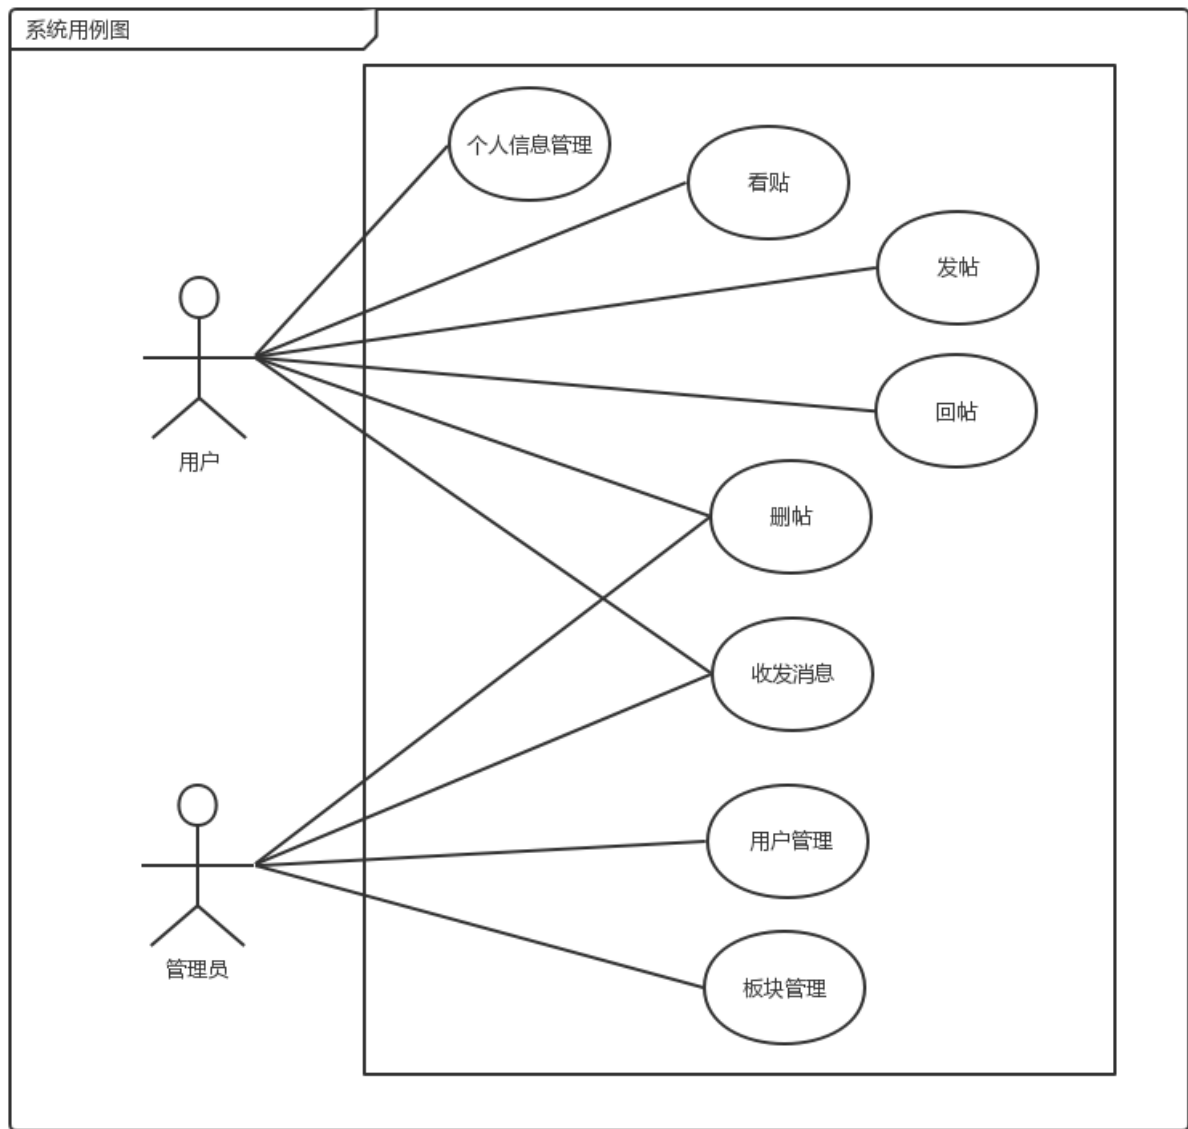 系统用例图
个人信息管理
看贴
发帖
回帖
用户
删帖
收发消息
用户管理
管理员
板块管理